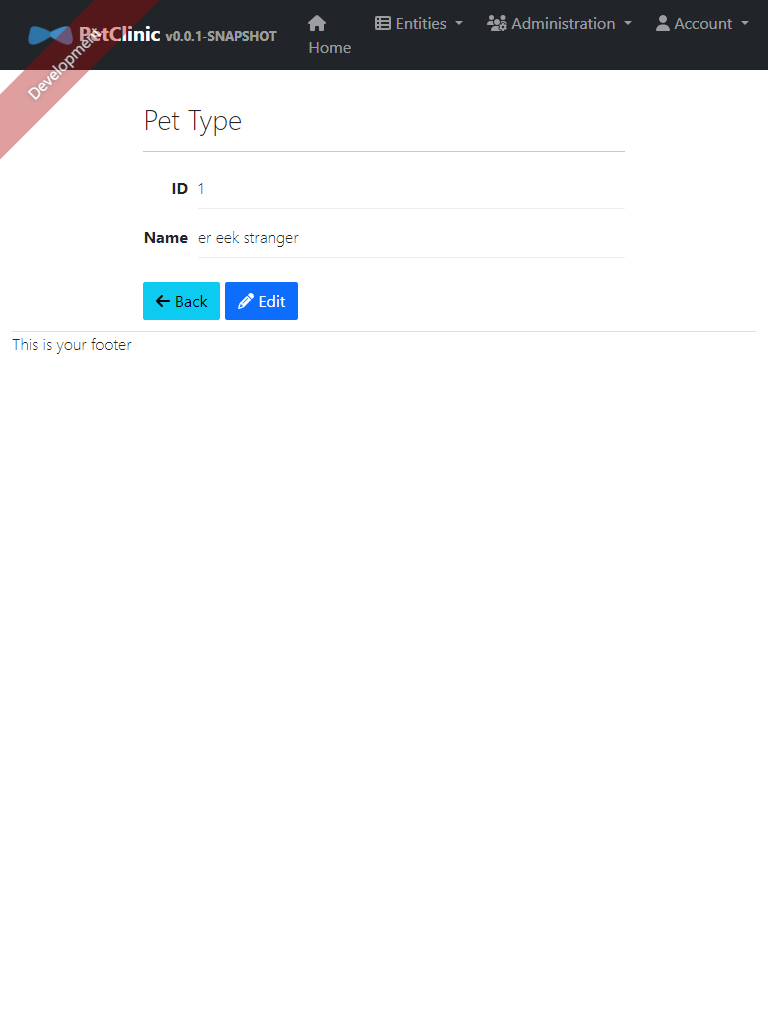 PetClinic v0.0.1-SNAPSHOT
Home
Entities
Administration
Account
Development
Pet Type
ID 1
Name er eek stranger
Back Edit
This is your footer